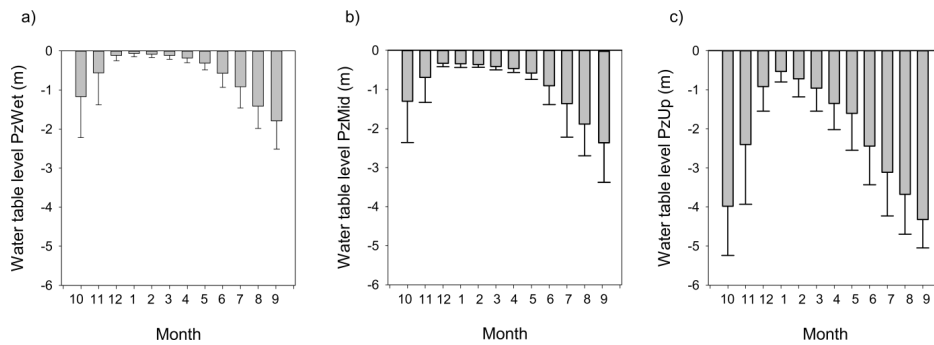 a)
Water table level PzWet (m)
0
-1
-2
-3
-4
-5
-6
10 11 12 1 2 3 4 5 6 7 8 9
Month
b)
Water table level PzMid (m)
0
-1
-2
-3
-4
-5
-6
10 11 12 1 2 3 4 5 6 7 8 9
Month
c)
Water table level PzUp (m)
0
-1
-2
-3
-4
-5
-6
10 11 12 1 2 3 4 5 6 7 8 9
Month